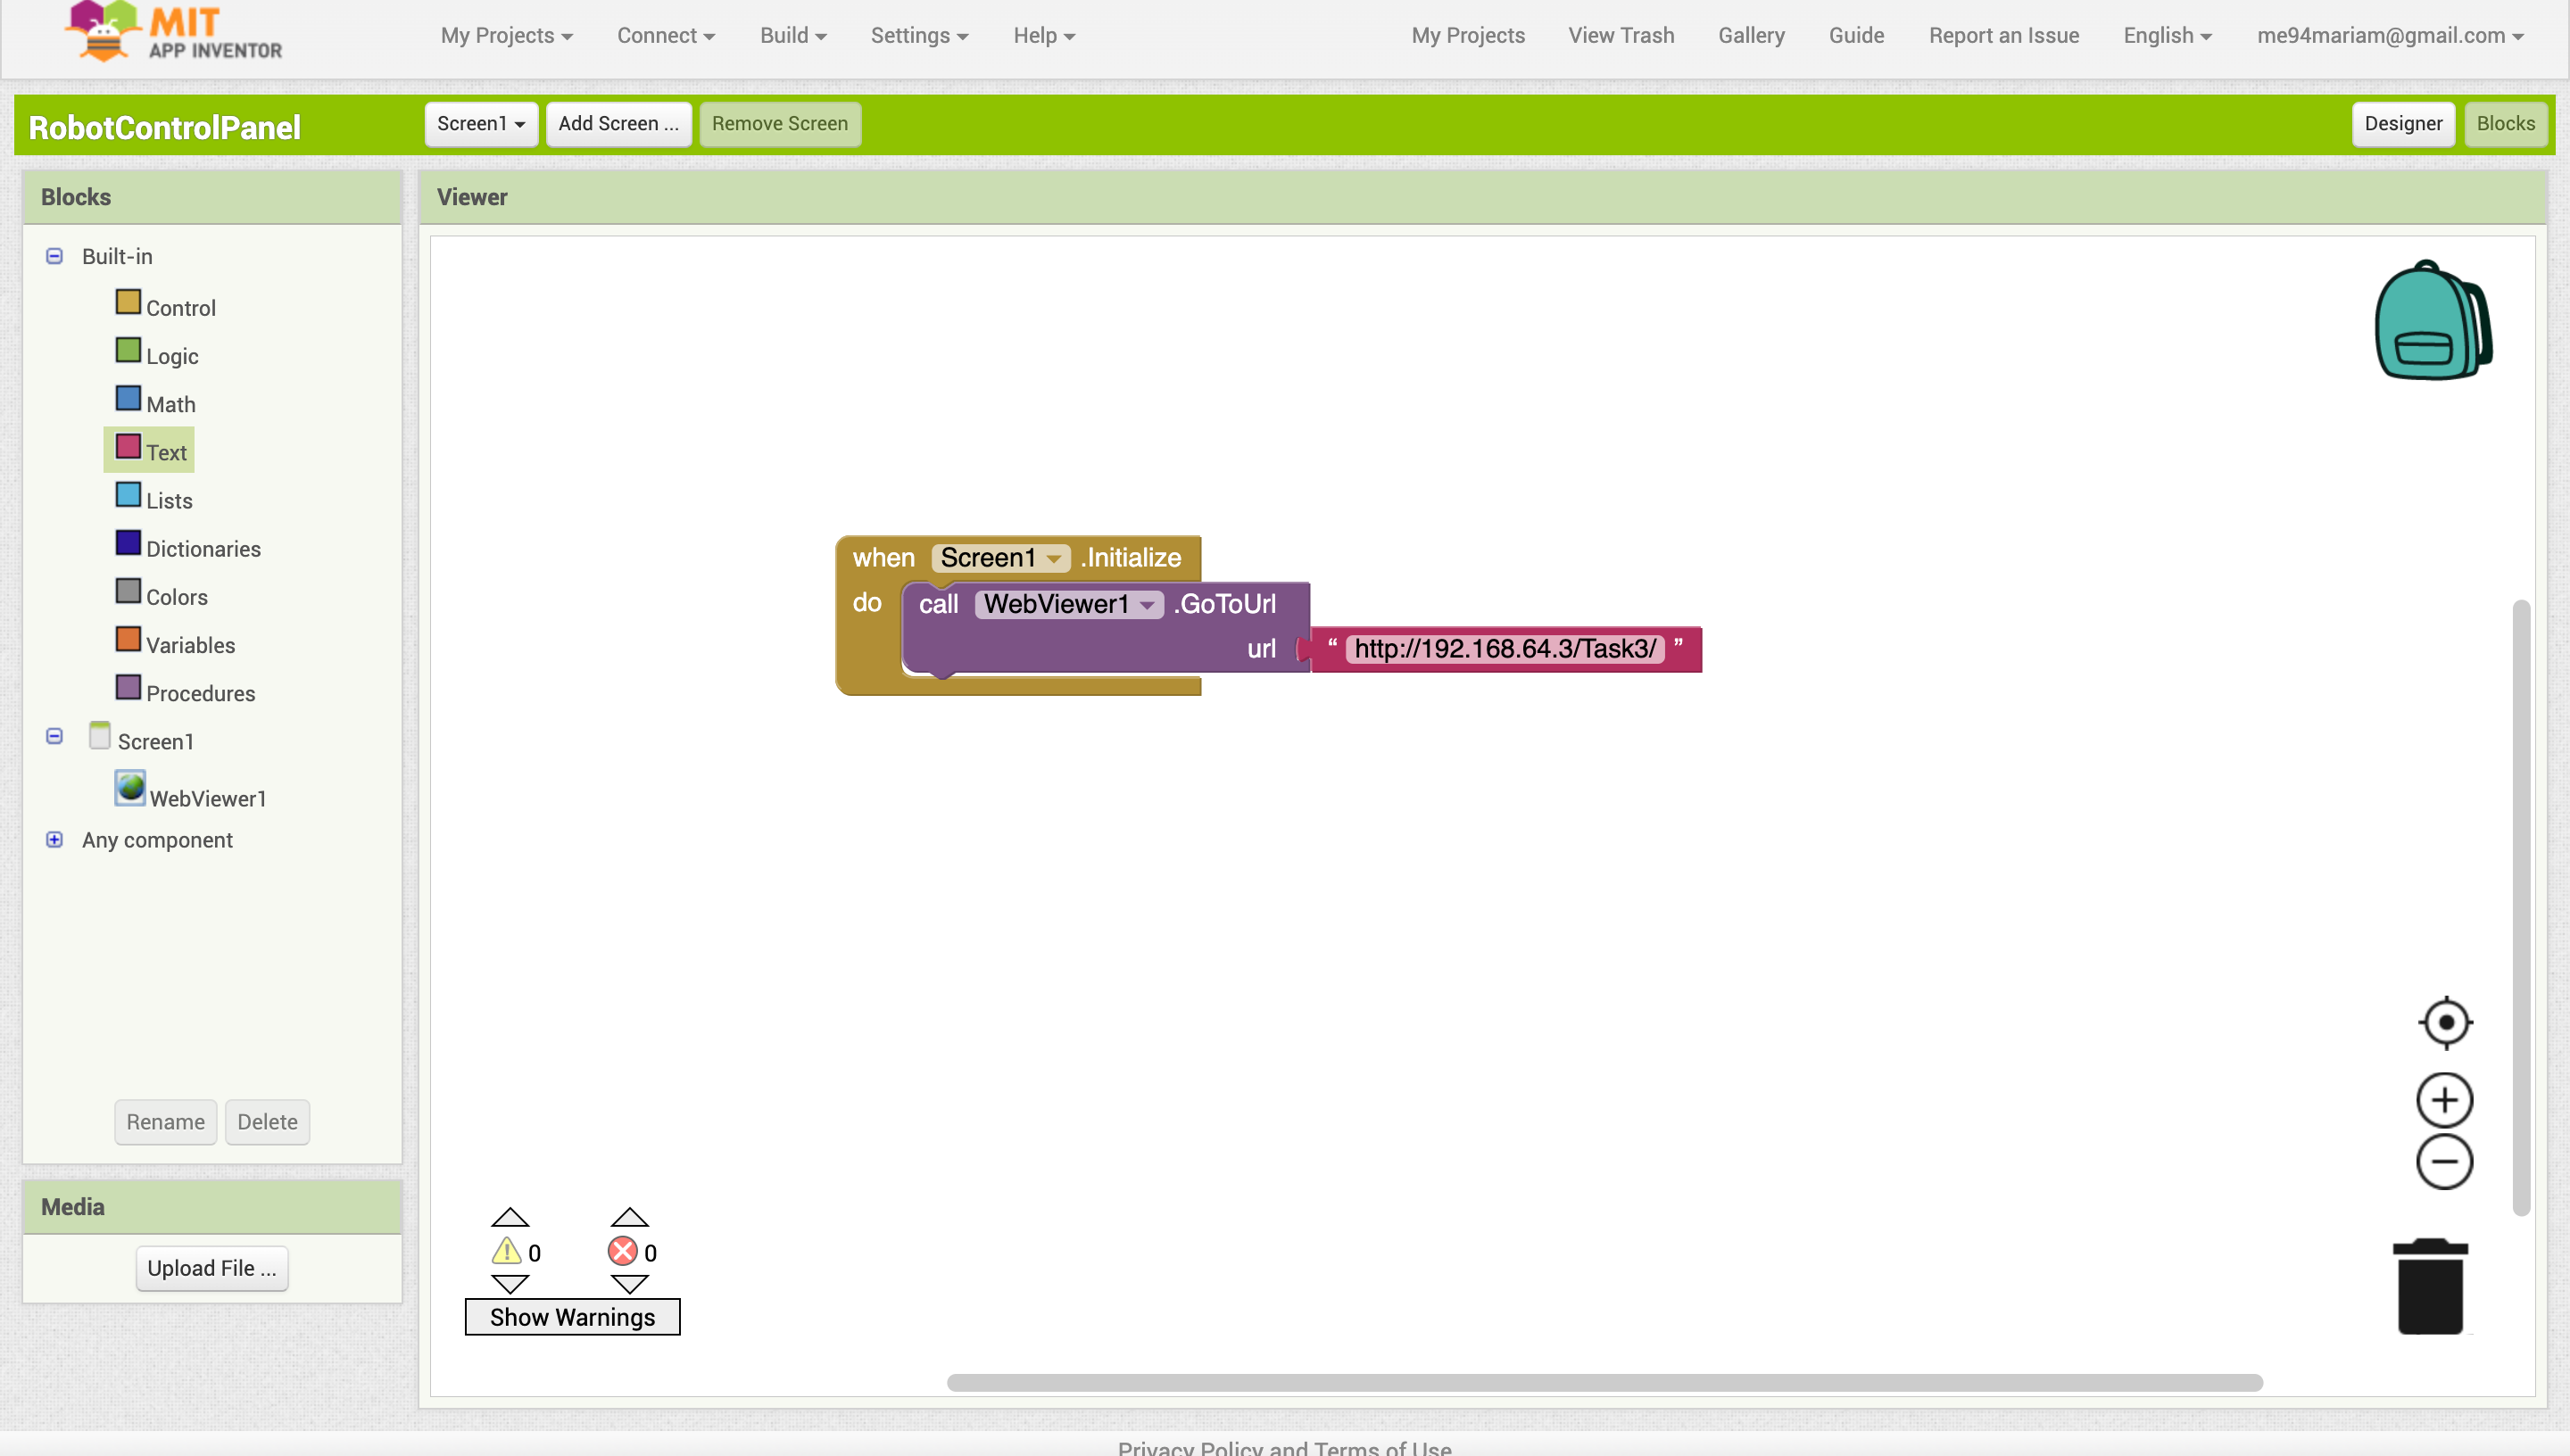 MIT
APP INVENTOR
My Projects
Connect
Build
Settings
Help
My Projects
View Trash
Gallery
Guide
Report an Issue
English
me94mariam@gmail.com
RobotControlPanel
Screen1
Add Screen ...
Remove Screen
Designer
Blocks
Blocks
Built-in
Control
Logic
Math
Text
Lists
Dictionaries
Colors
Variables
Procedures
Screen1
WebViewer1
Any component
Rename
Delete
Media
Upload File ...
Viewer
when Screen1 .Initialize
do call WebViewer1 .GoToUrl
url “ http://192.168.64.3/Task3/ ”
0
0
Show Warnings
Privacy Policy and Terms of Use